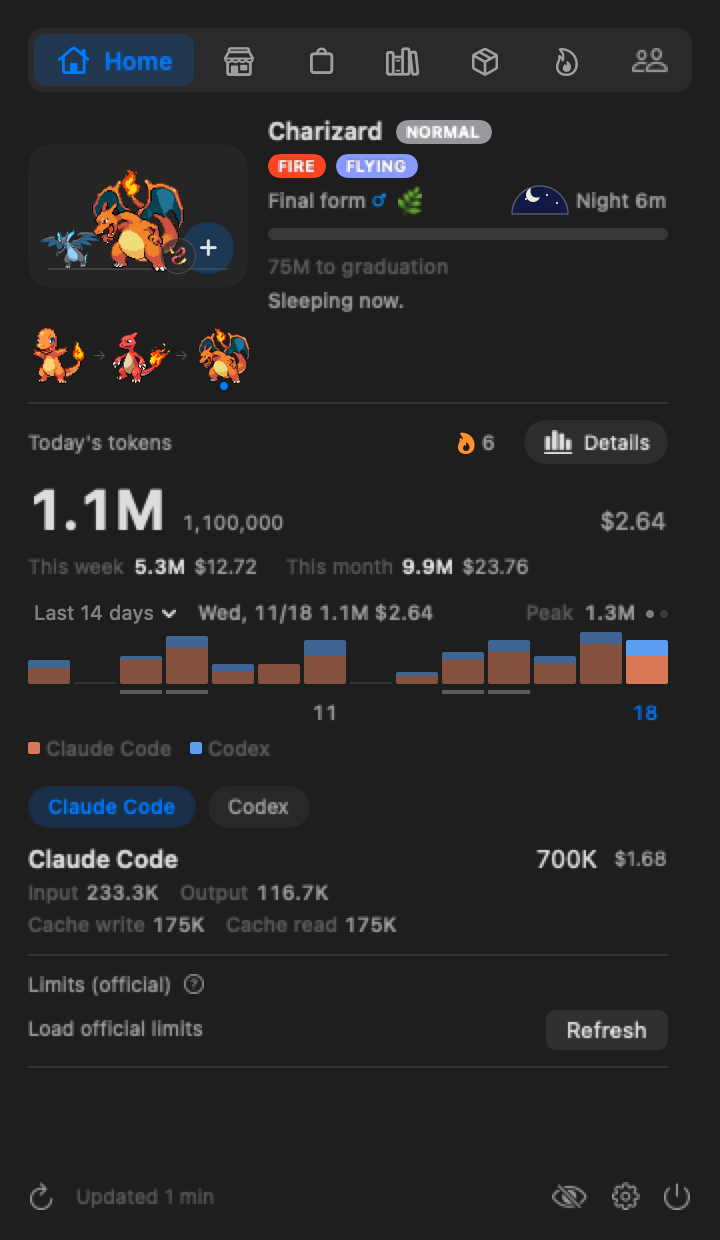 Home
Charizard NORMAL
FIRE FLYING
Final form ♂ Night 6m
75M to graduation
Sleeping now.
Today's tokens 6 Details
1.1M 1,100,000 $2.64
This week 5.3M $12.72 This month 9.9M $23.76
Last 14 days Wed, 11/18 1.1M $2.64 Peak 1.3M
11 18
Claude Code Codex
Claude Code Codex
Claude Code 700K $1.68
Input 233.3K Output 116.7K
Cache write 175K Cache read 175K
Limits (official) ?
Load official limits Refresh
Updated 1 min